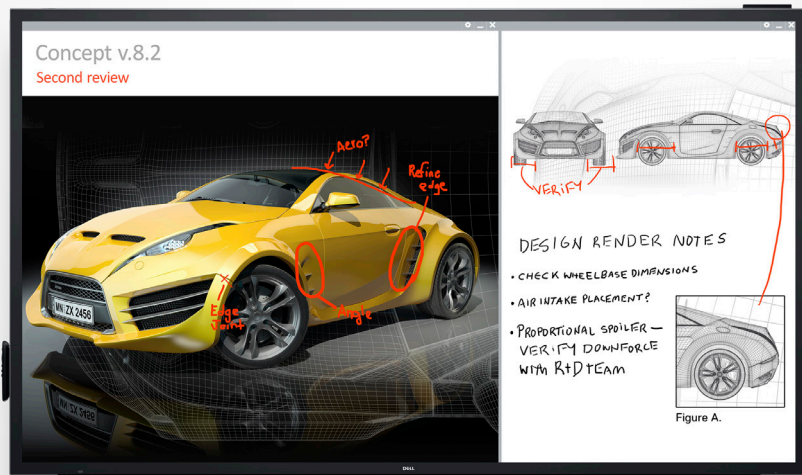 Concept v.8.2
Second review
Aero?
Refine
edge
MN:ZX 2456
Edge
Joint
Angle
VERIFY
DESIGN RENDER NOTES
• CHECK WHEELBASE DIMENSIONS
• AIR INTAKE PLACEMENT?
• PROPORTIONAL SPOILER —
VERIFY DOWNFORCE
WITH R+D TEAM
Figure A.
DELL